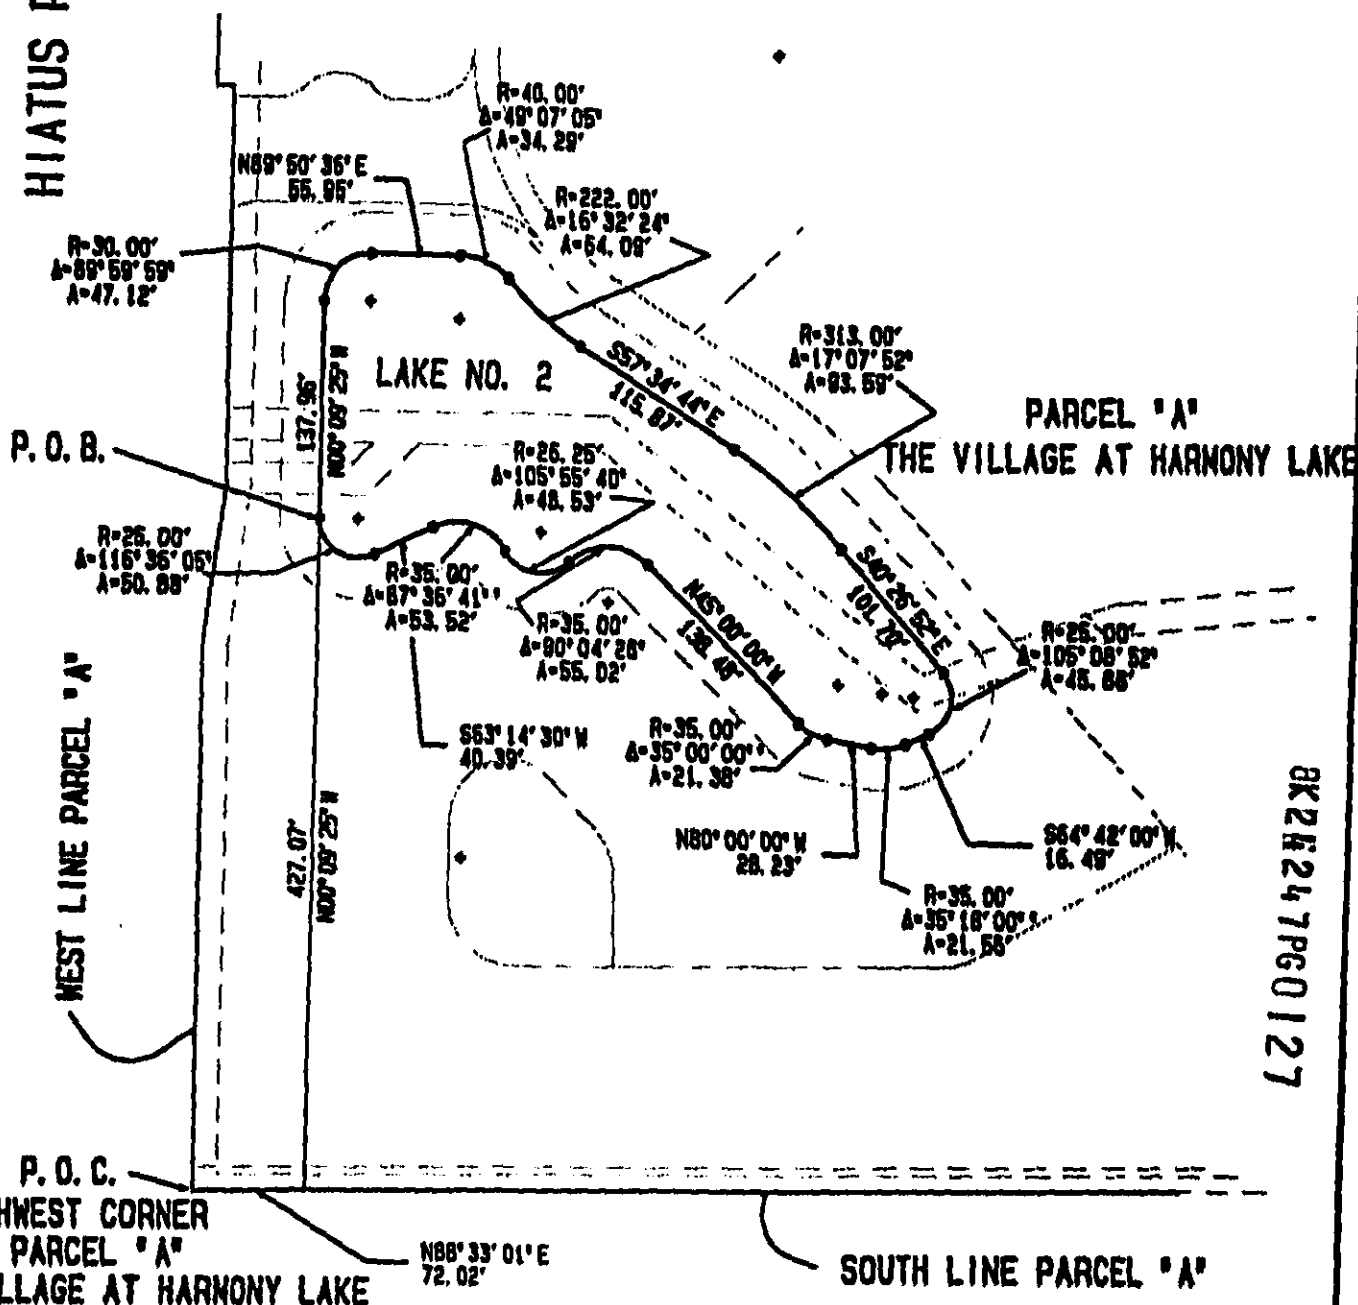 HIATUS
R=40.00'
Δ=49°07'05"
A=34.29'
N89°50'35"E
55.95'
R=222.00'
Δ=16°32'24"
A=64.09'
R=30.00'
Δ=89°59'59"
A=47.12'
R=313.00'
Δ=17°07'52"
A=93.59'
S57°34'44"E
115.87'
LAKE NO. 2
137.96'
N00°09'25"W
PARCEL "A"
THE VILLAGE AT HARMONY LAKE
P.O.B.
R=26.25'
Δ=105°55'40"
A=48.53'
R=25.00'
Δ=116°36'05"
A=50.88'
R=35.00'
Δ=87°36'41"
A=53.52'
S40°26'52"E
101.70'
N45°00'00"W
138.48'
R=35.00'
Δ=90°04'26"
A=55.02'
R=25.00'
Δ=105°08'52"
A=45.88'
S63°14'30"W
40.39'
R=35.00'
Δ=35°00'00"
A=21.38'
N80°00'00"W
28.23'
S64°42'00"W
16.49'
R=35.00'
Δ=35°18'00"
A=21.56'
WEST LINE PARCEL "A"
427.07'
N00°09'25"W
BK24247PG0127
P.O.C.
HWEST CORNER
PARCEL "A"
LLAGE AT HARMONY LAKE
N88°33'01"E
72.02'
SOUTH LINE PARCEL "A"